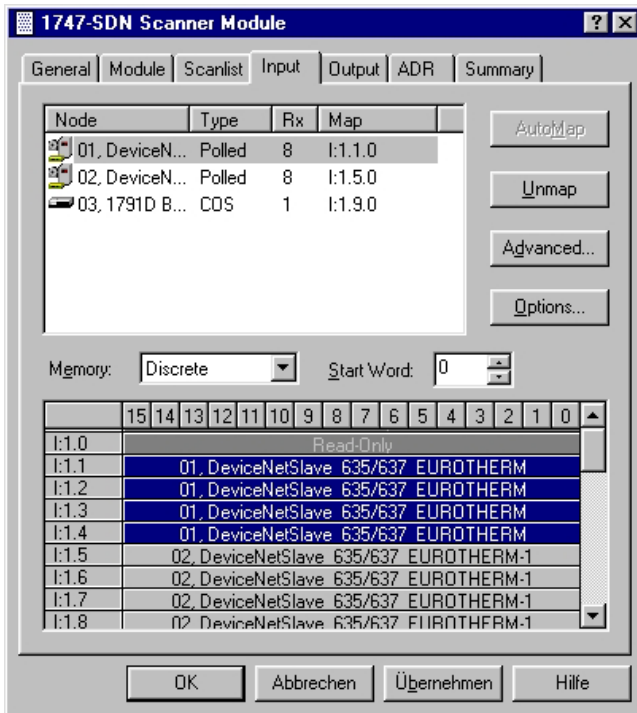 1747-SDN Scanner Module
General Module Scanlist Input Output ADR Summary
Node Type Rx Map
01, DeviceN... Polled 8 I:1.1.0
02, DeviceN... Polled 8 I:1.5.0
03, 1791D B... COS 1 I:1.9.0
AutoMap
Unmap
Advanced...
Options...
Memory: Discrete Start Word: 0
15 14 13 12 11 10 9 8 7 6 5 4 3 2 1 0
I:1.0 Read-Only
I:1.1 01, DeviceNetSlave 635/637 EUROTHERM
I:1.2 01, DeviceNetSlave 635/637 EUROTHERM
I:1.3 01, DeviceNetSlave 635/637 EUROTHERM
I:1.4 01, DeviceNetSlave 635/637 EUROTHERM
I:1.5 02, DeviceNetSlave 635/637 EUROTHERM-1
I:1.6 02, DeviceNetSlave 635/637 EUROTHERM-1
I:1.7 02, DeviceNetSlave 635/637 EUROTHERM-1
I:1.8 02, DeviceNetSlave 635/637 EUROTHERM-1
OK Abbrechen Übernehmen Hilfe